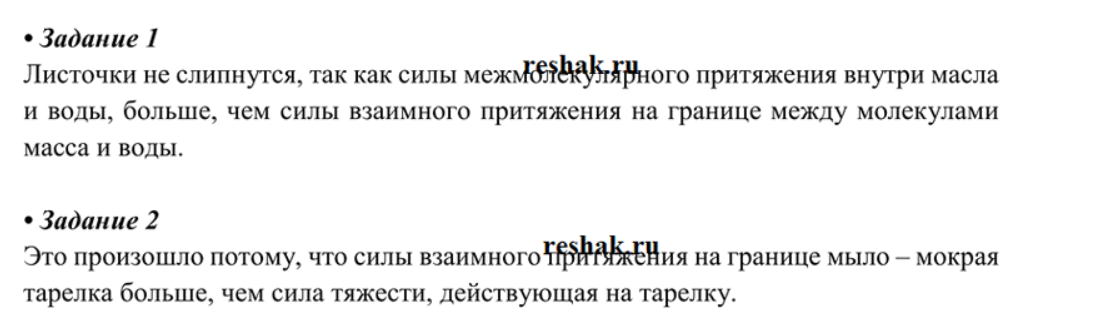 • Задание 1
reshak.ru
Листочки не слипнутся, так как силы межмолекулярного притяжения внутри масла
и воды, больше, чем силы взаимного притяжения на границе между молекулами
масса и воды.
• Задание 2
reshak.ru
Это произошло потому, что силы взаимного притяжения на границе мыло – мокрая
тарелка больше, чем сила тяжести, действующая на тарелку.